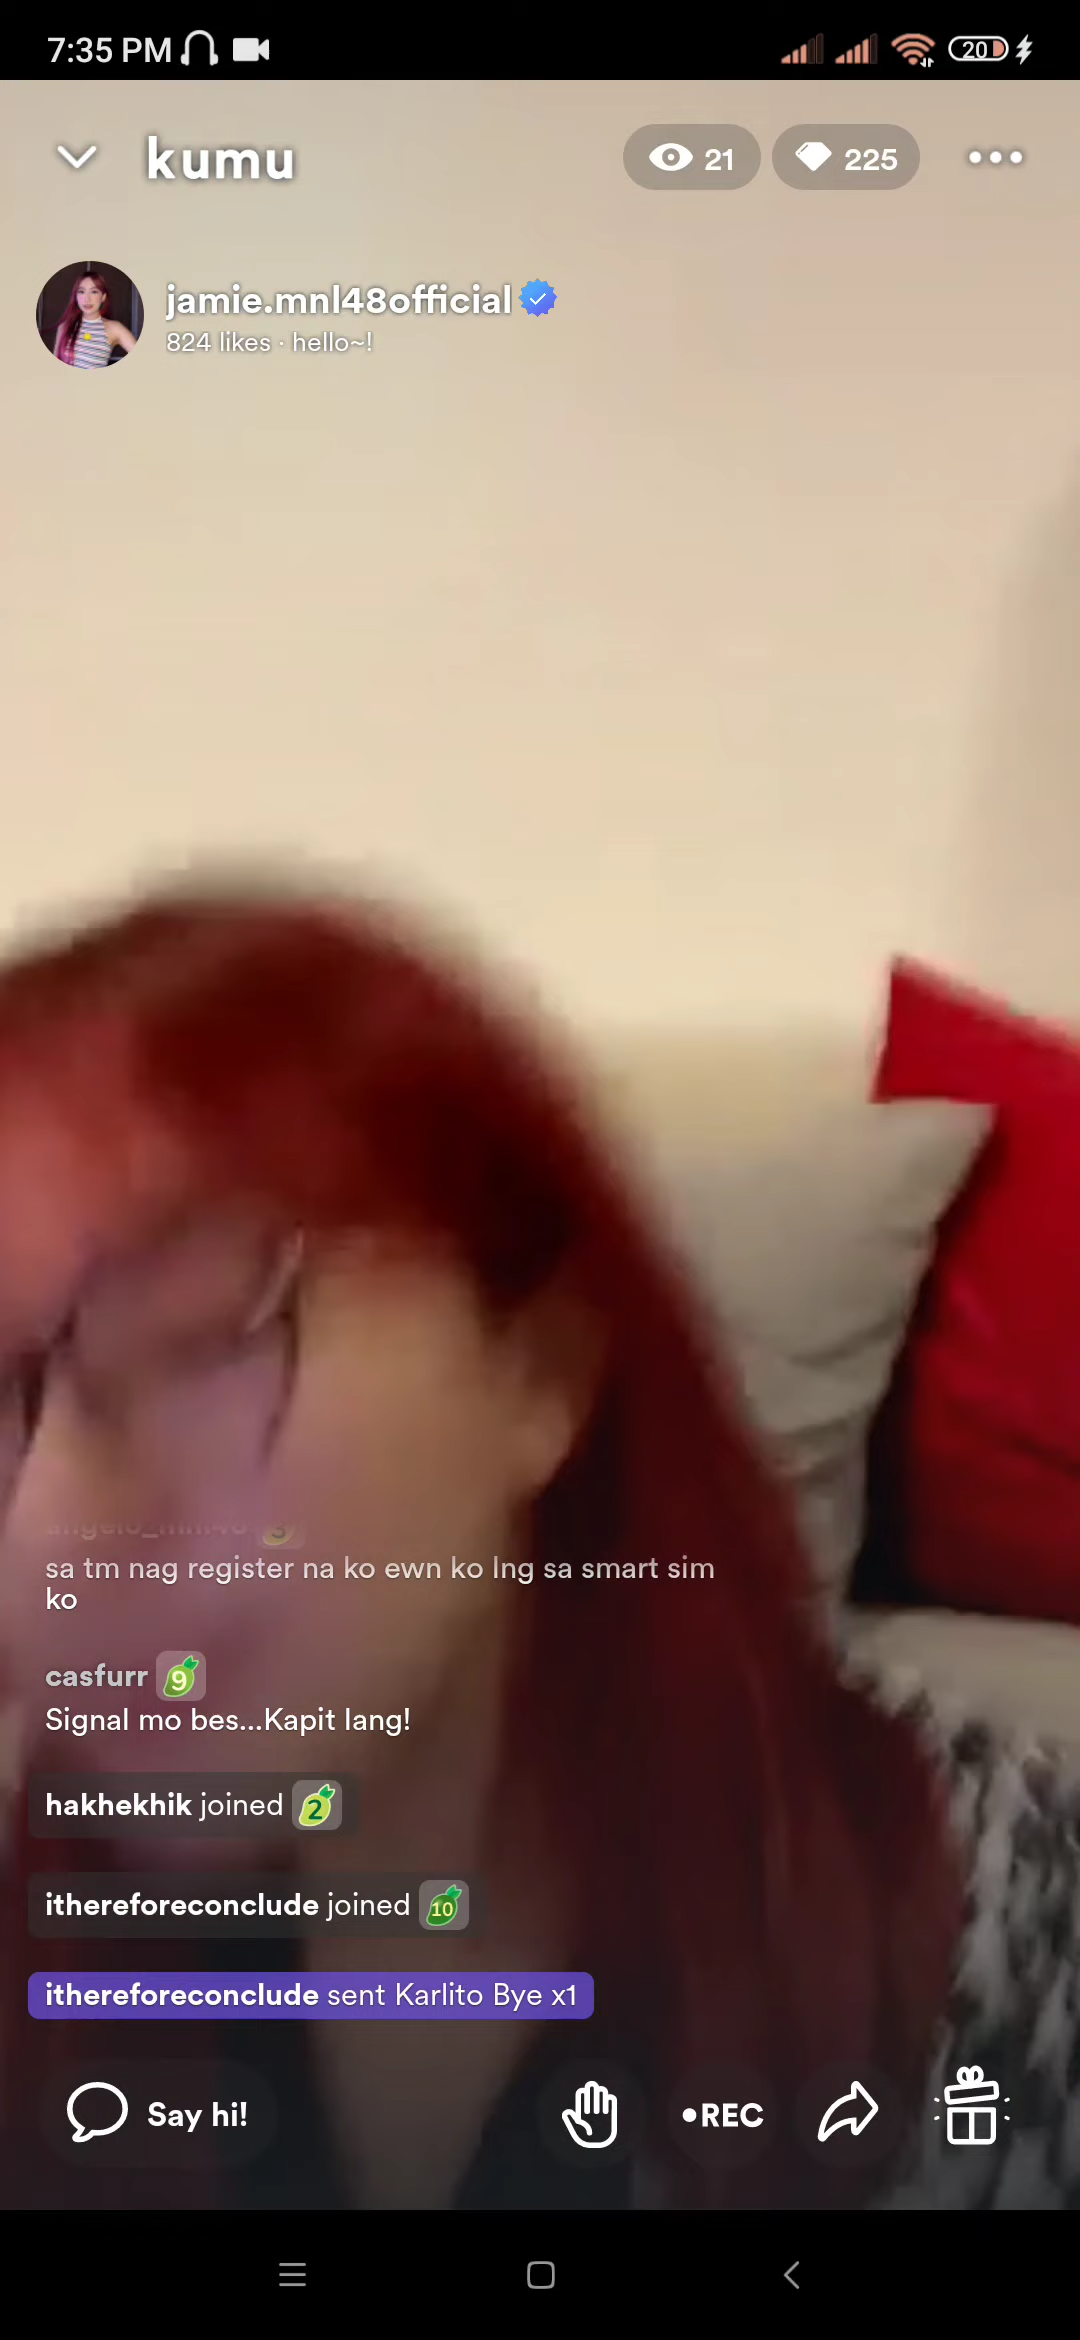 7:35 PM
20
kumu
21
225
jamie.mnl48official
824 likes · hello~!
3
sa tm nag register na ko ewn ko lng sa smart sim
ko
casfurr 9
Signal mo bes...Kapit lang!
hakhekhik joined 2
ithereforeconclude joined 10
ithereforeconclude sent Karlito Bye x1
Say hi!
•REC